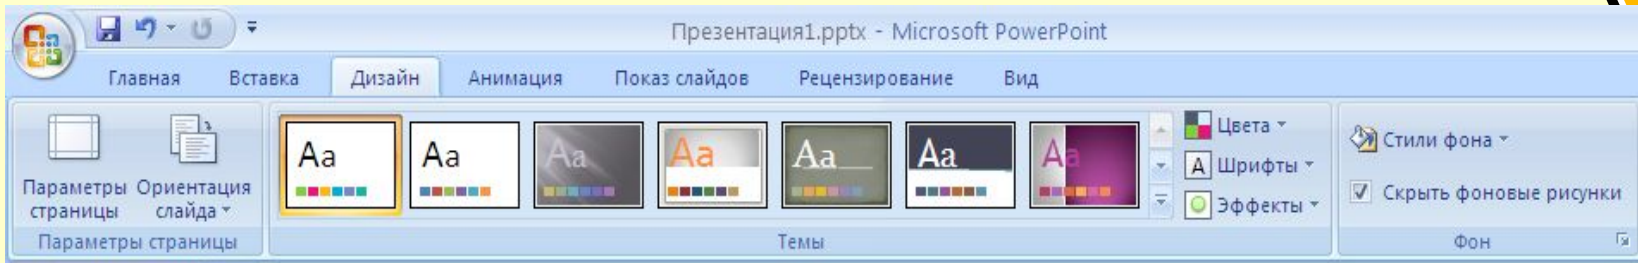 Презентация1.pptx - Microsoft PowerPoint
Главная Вставка Дизайн Анимация Показ слайдов Рецензирование Вид
Aa Aa Aa Aa Aa Aa Aa
Параметры страницы
Ориентация слайда
Цвета
Шрифты
Эффекты
Стили фона
Скрыть фоновые рисунки
Параметры страницы Темы Фон